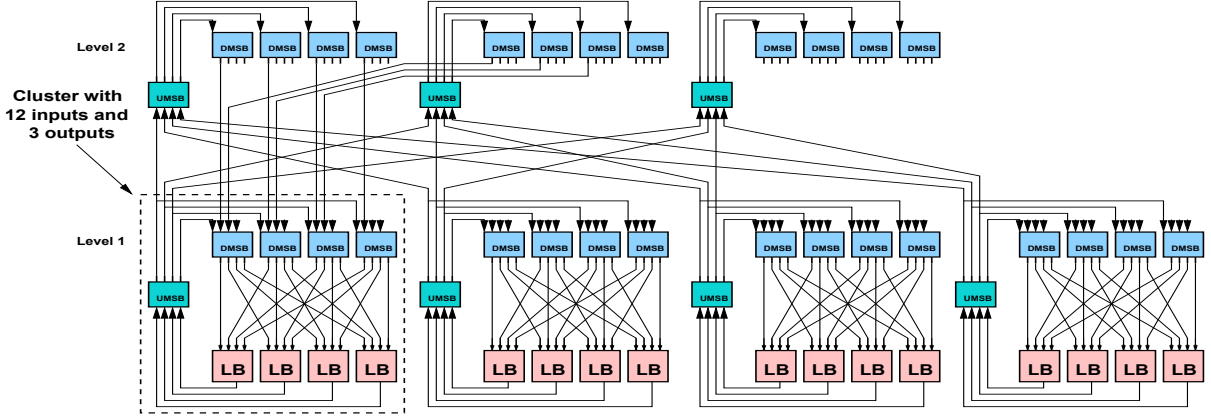 DMSB DMSB DMSB DMSB DMSB DMSB DMSB DMSB DMSB DMSB DMSB DMSB
Level 2
UMSB UMSB UMSB
Cluster with
12 inputs and
3 outputs
Level 1
DMSB DMSB DMSB DMSB DMSB DMSB DMSB DMSB DMSB DMSB DMSB DMSB DMSB DMSB DMSB DMSB
UMSB UMSB UMSB UMSB
LB LB LB LB LB LB LB LB LB LB LB LB LB LB LB LB